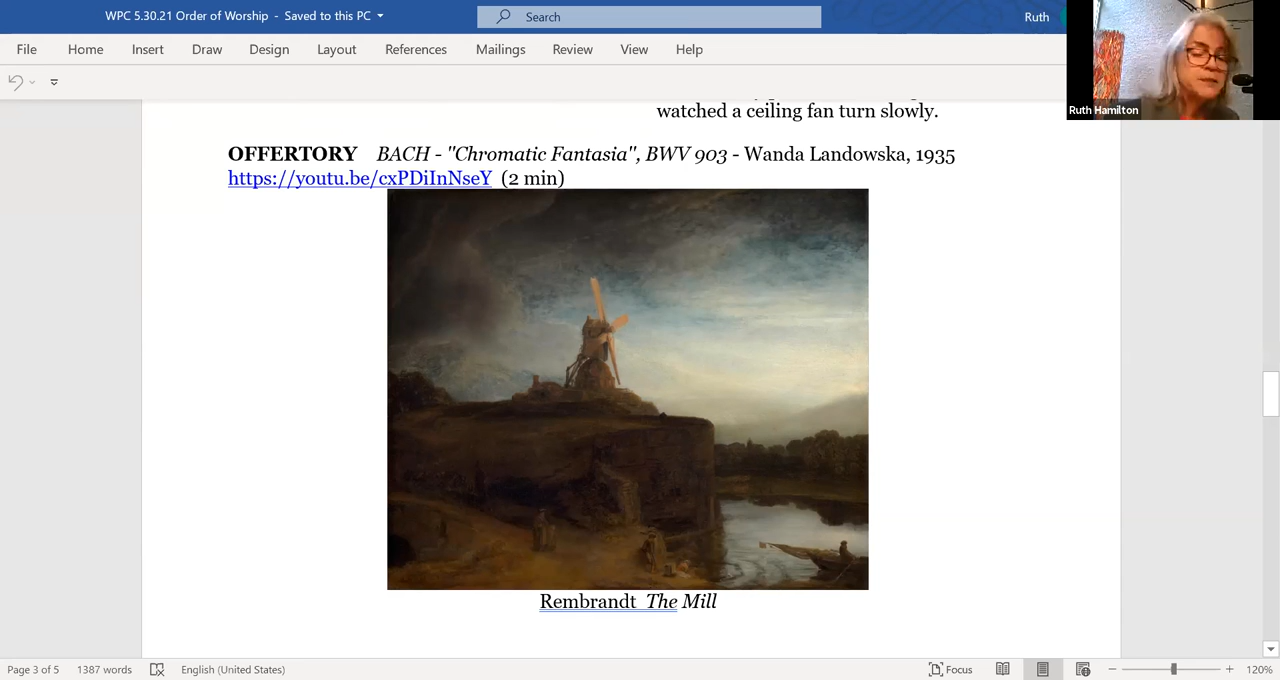 WPC 5.30.21 Order of Worship - Saved to this PC
Search
Ruth
File Home Insert Draw Design Layout References Mailings Review View Help
Ruth Hamilton
watched a ceiling fan turn slowly.
OFFERTORY BACH - "Chromatic Fantasia", BWV 903 - Wanda Landowska, 1935
https://youtu.be/cxPDiInNseY (2 min)
Rembrandt The Mill
Page 3 of 5 1387 words English (United States) Focus 120%